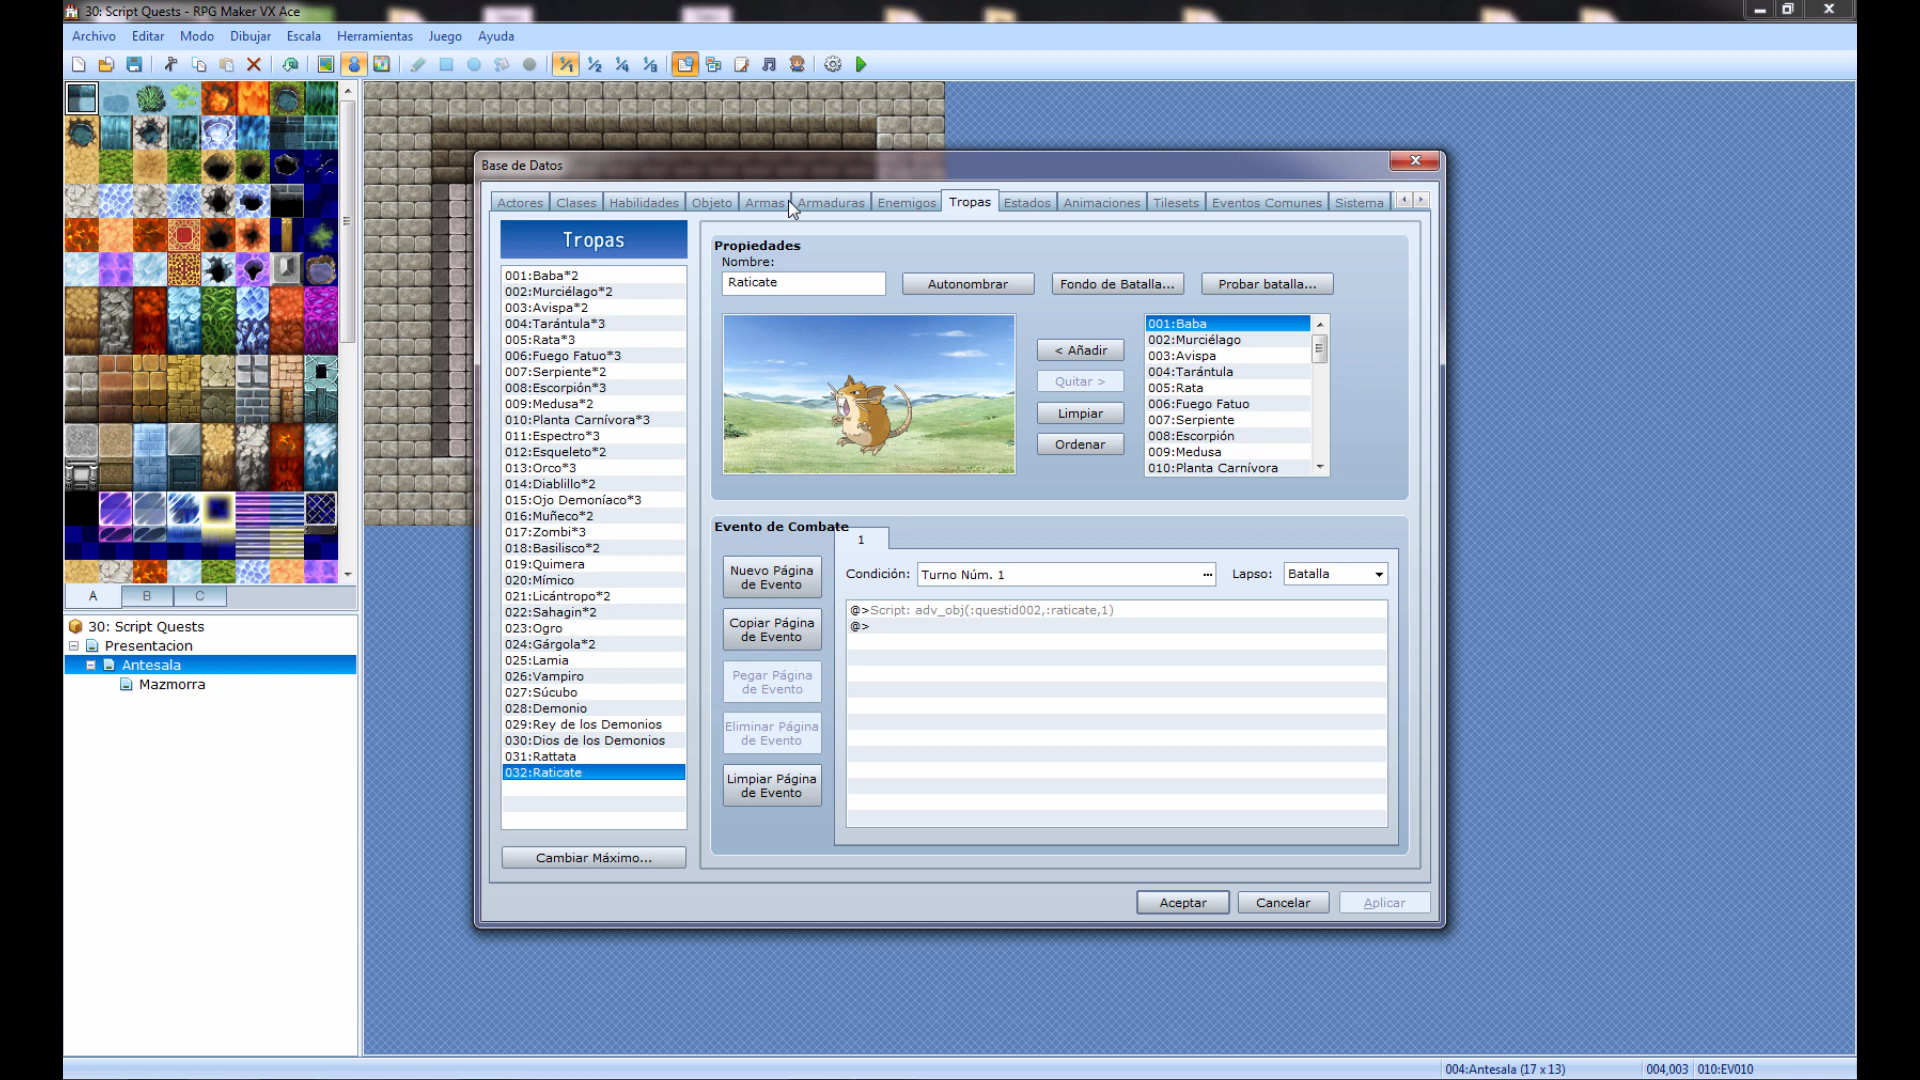 30: Script Quests - RPG Maker VX Ace
Archivo Editar Modo Dibujar Escala Herramientas Juego Ayuda
1/1 1/2 1/4 1/8
Base de Datos
Actores Clases Habilidades Objeto Armas Armaduras Enemigos Tropas Estados Animaciones Tilesets Eventos Comunes Sistema
Tropas
001:Baba*2
002:Murciélago*2
003:Avispa*2
004:Tarántula*3
005:Rata*3
006:Fuego Fatuo*3
007:Serpiente*2
008:Escorpión*3
009:Medusa*2
010:Planta Carnívora*3
011:Espectro*3
012:Esqueleto*2
013:Orco*3
014:Diablillo*2
015:Ojo Demoníaco*3
016:Muñeco*2
017:Zombi*3
018:Basilisco*2
019:Quimera
020:Mímico
021:Licántropo*2
022:Sahagin*2
023:Ogro
024:Gárgola*2
025:Lamia
026:Vampiro
027:Súcubo
028:Demonio
029:Rey de los Demonios
030:Dios de los Demonios
031:Rattata
032:Raticate
Cambiar Máximo...
Propiedades
Nombre:
Raticate
Autonombrar
Fondo de Batalla...
Probar batalla...
< Añadir
Quitar >
Limpiar
Ordenar
001:Baba
002:Murciélago
003:Avispa
004:Tarántula
005:Rata
006:Fuego Fatuo
007:Serpiente
008:Escorpión
009:Medusa
010:Planta Carnívora
Evento de Combate
1
Nuevo Página
de Evento
Copiar Página
de Evento
Pegar Página
de Evento
Eliminar Página
de Evento
Limpiar Página
de Evento
Condición: Turno Núm. 1 ...
Lapso: Batalla
@>Script: adv_obj(:questid002,:raticate,1)
@>
Aceptar Cancelar Aplicar
A B C
30: Script Quests
Presentacion
Antesala
Mazmorra
004:Antesala (17 x 13) 004,003 010:EV010